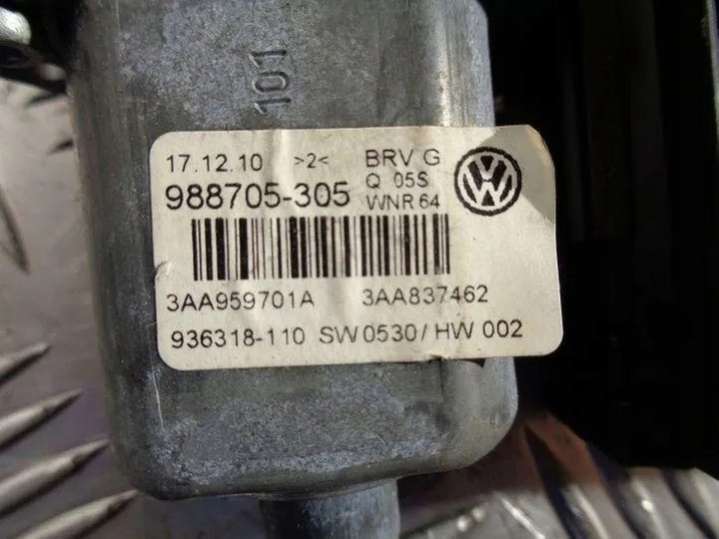 101
17.12.10 >2< BRV G
988705-305 Q 05S
WNR 64
3AA959701A 3AA837462
936318-110 SW0530/HW 002